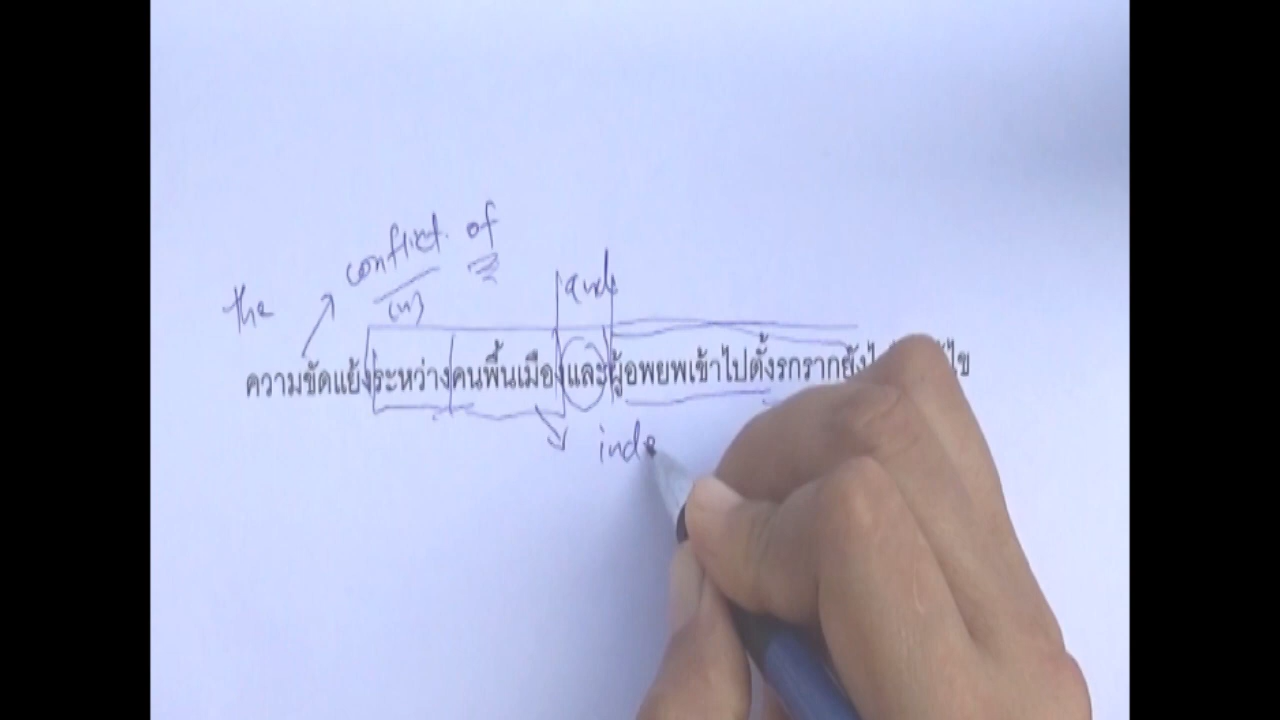 conflict of
the (n) and
ความขัดแย้งระหว่างคนพื้นเมืองและผู้อพยพเข้าไปตั้งรกรากยัง
inde